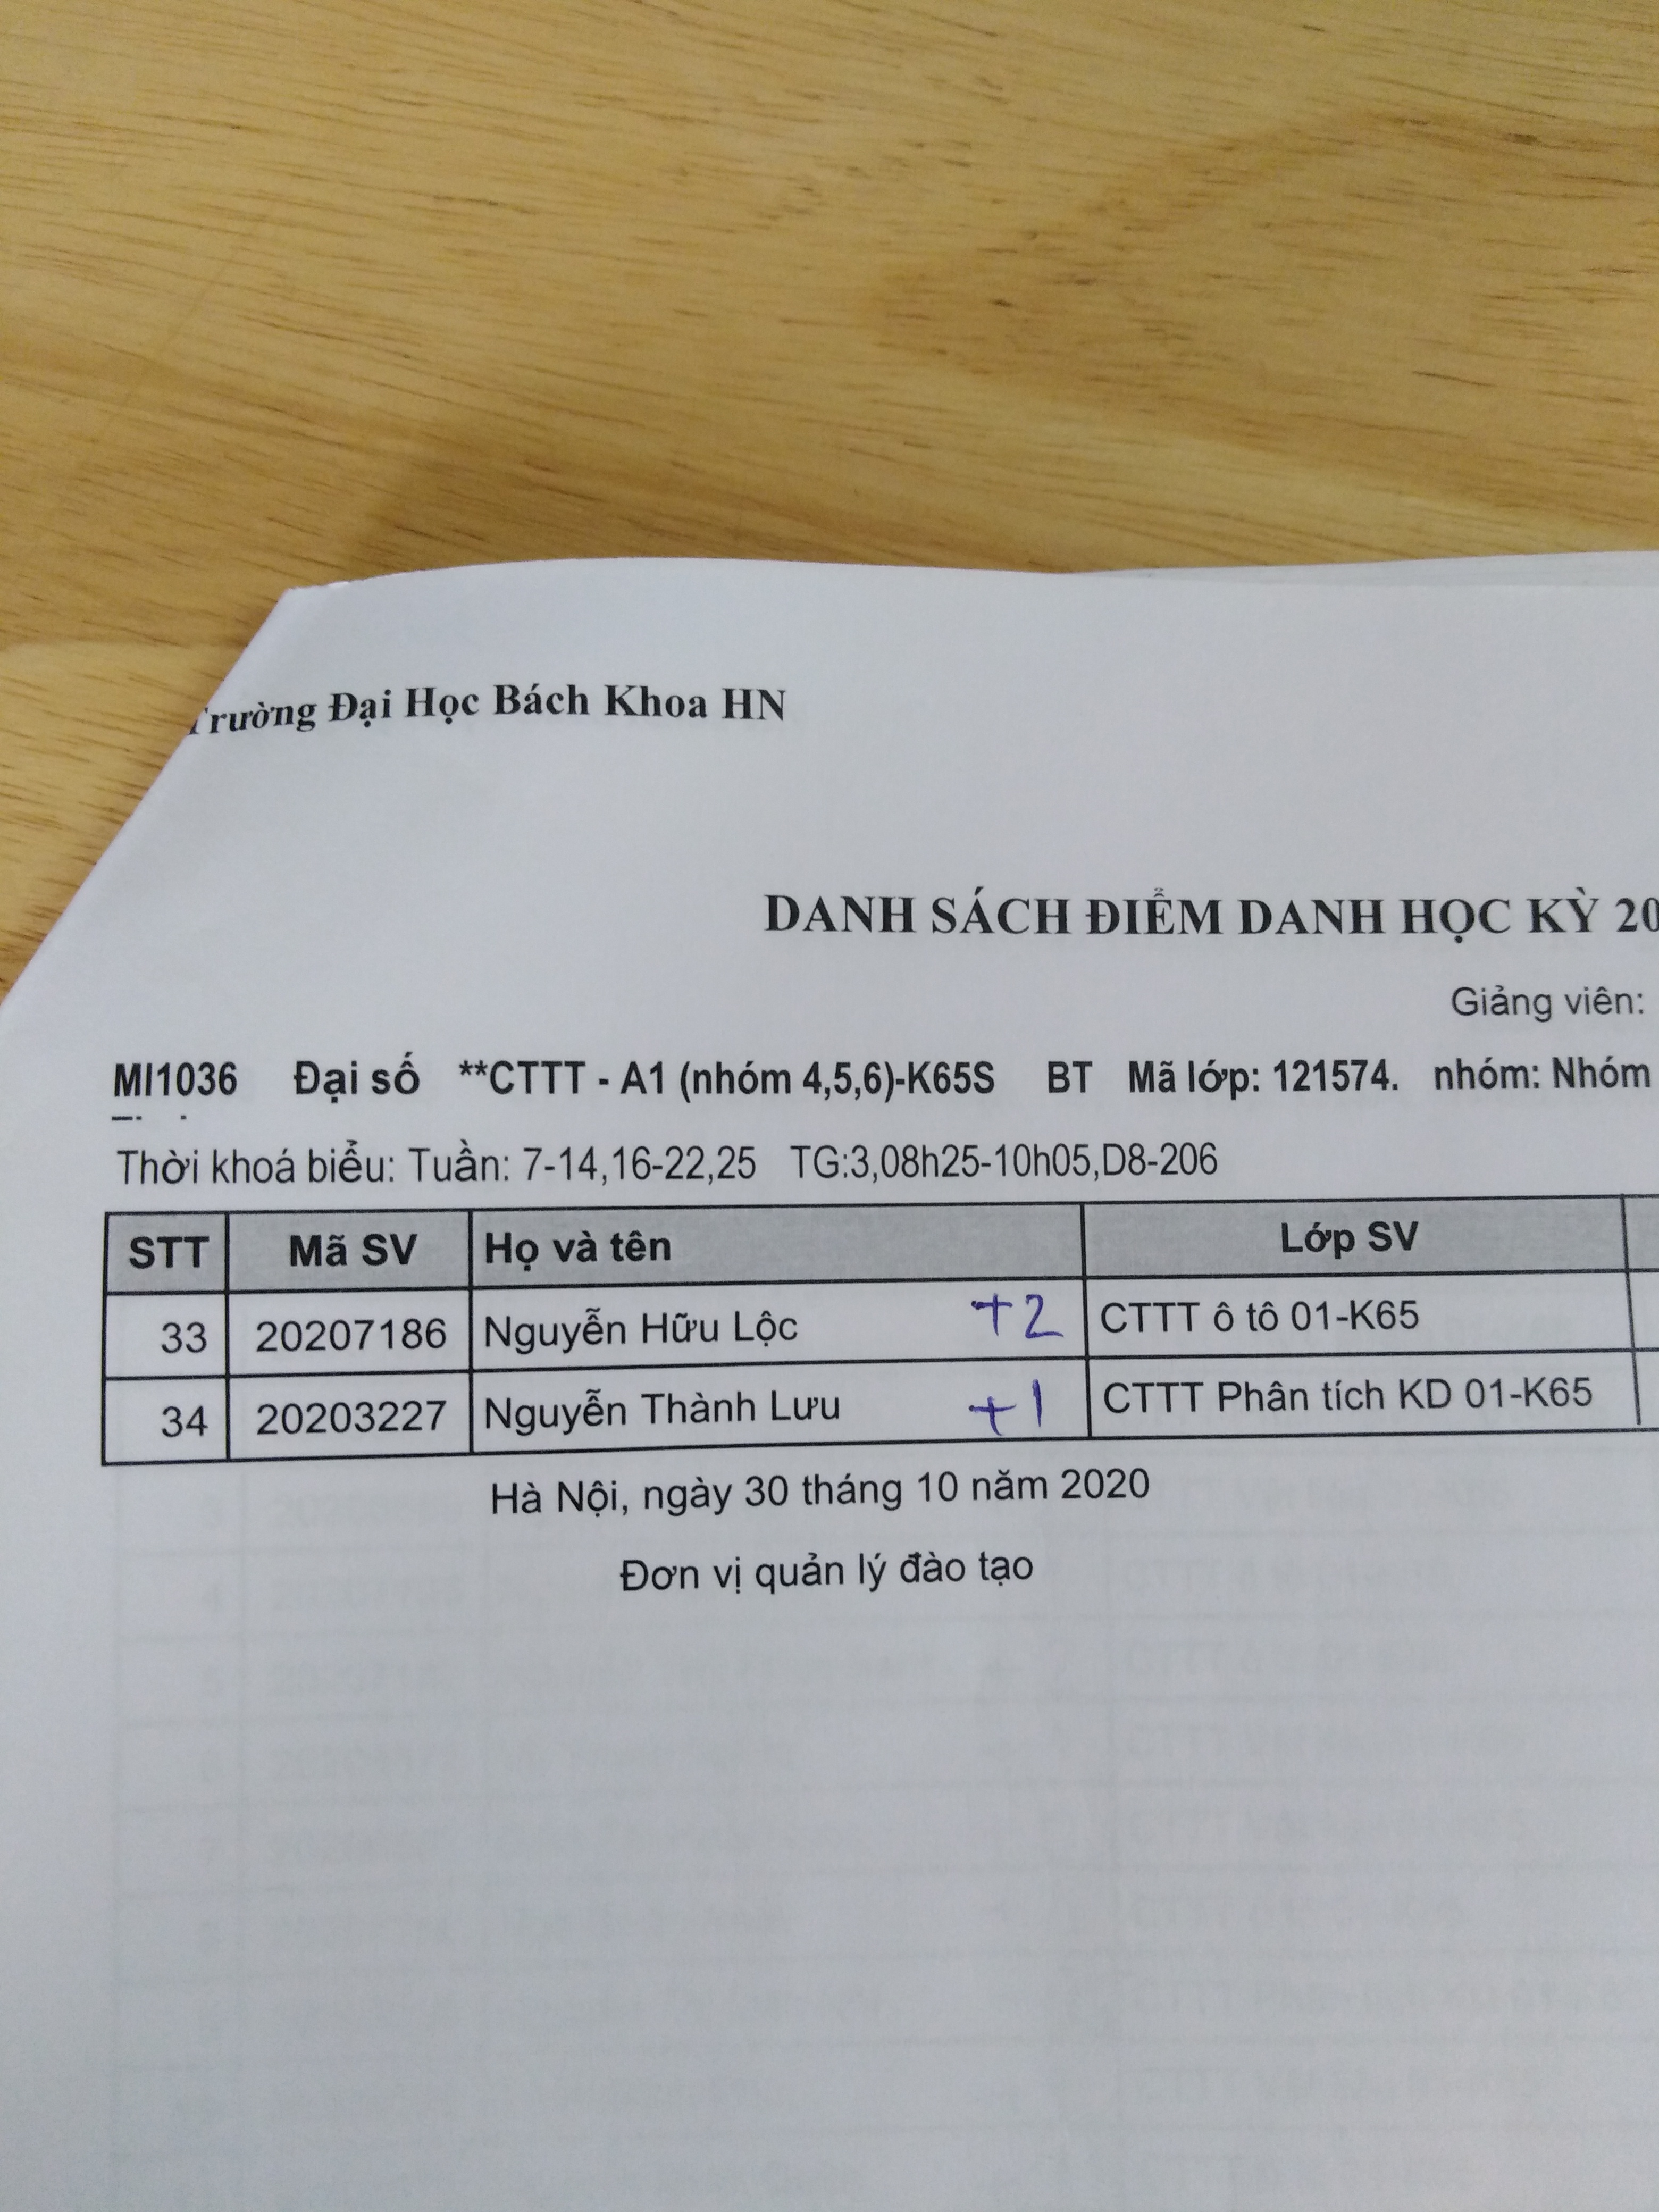 Trường Đại Học Bách Khoa HN
DANH SÁCH ĐIỂM DANH HỌC KỲ 20
Giảng viên:
MI1036 Đại số **CTTT - A1 (nhóm 4,5,6)-K65S BT Mã lớp: 121574. nhóm: Nhóm
Thời khoá biểu: Tuần: 7-14,16-22,25 TG:3,08h25-10h05,D8-206
STT Mã SV Họ và tên Lớp SV
33 20207186 Nguyễn Hữu Lộc +2 CTTT ô tô 01-K65
34 20203227 Nguyễn Thành Lưu +1 CTTT Phân tích KD 01-K65
Hà Nội, ngày 30 tháng 10 năm 2020
Đơn vị quản lý đào tạo